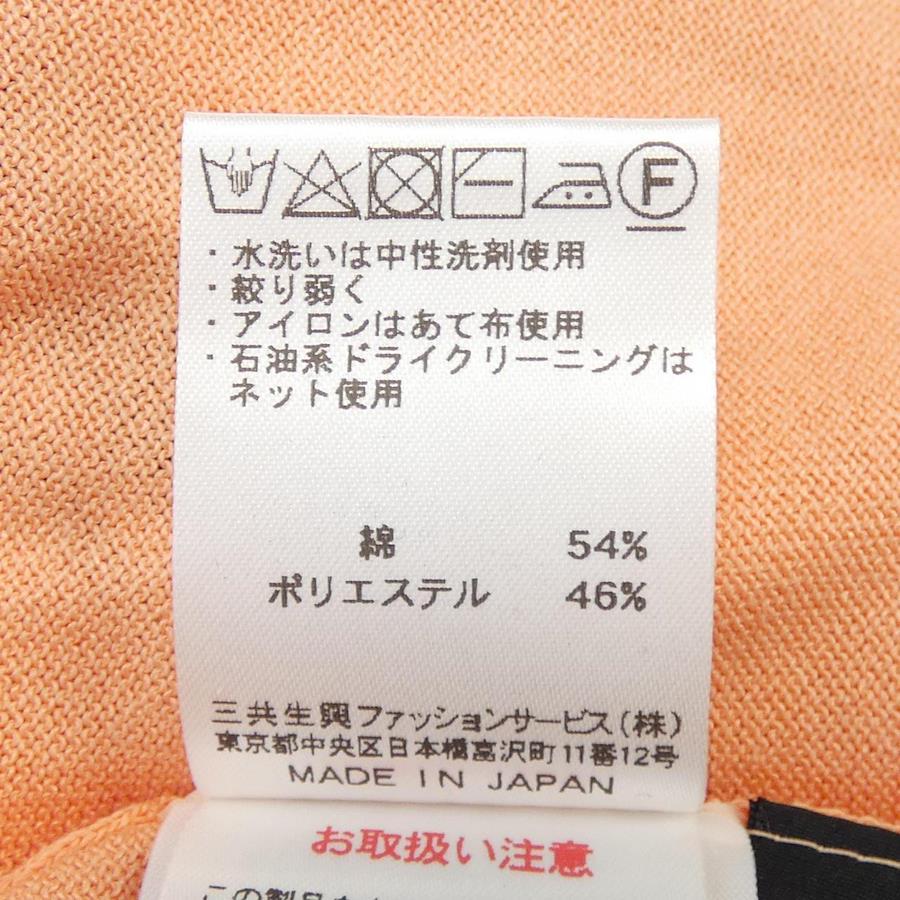 F
・水洗いは中性洗剤使用
・絞り弱く
・アイロンはあて布使用
・石油系ドライクリーニングは
ネット使用
綿 54%
ポリエステル 46%
三共生興ファッションサービス(株)
東京都中央区日本橋富沢町11番12号
MADE IN JAPAN
お取扱い注意
この製品